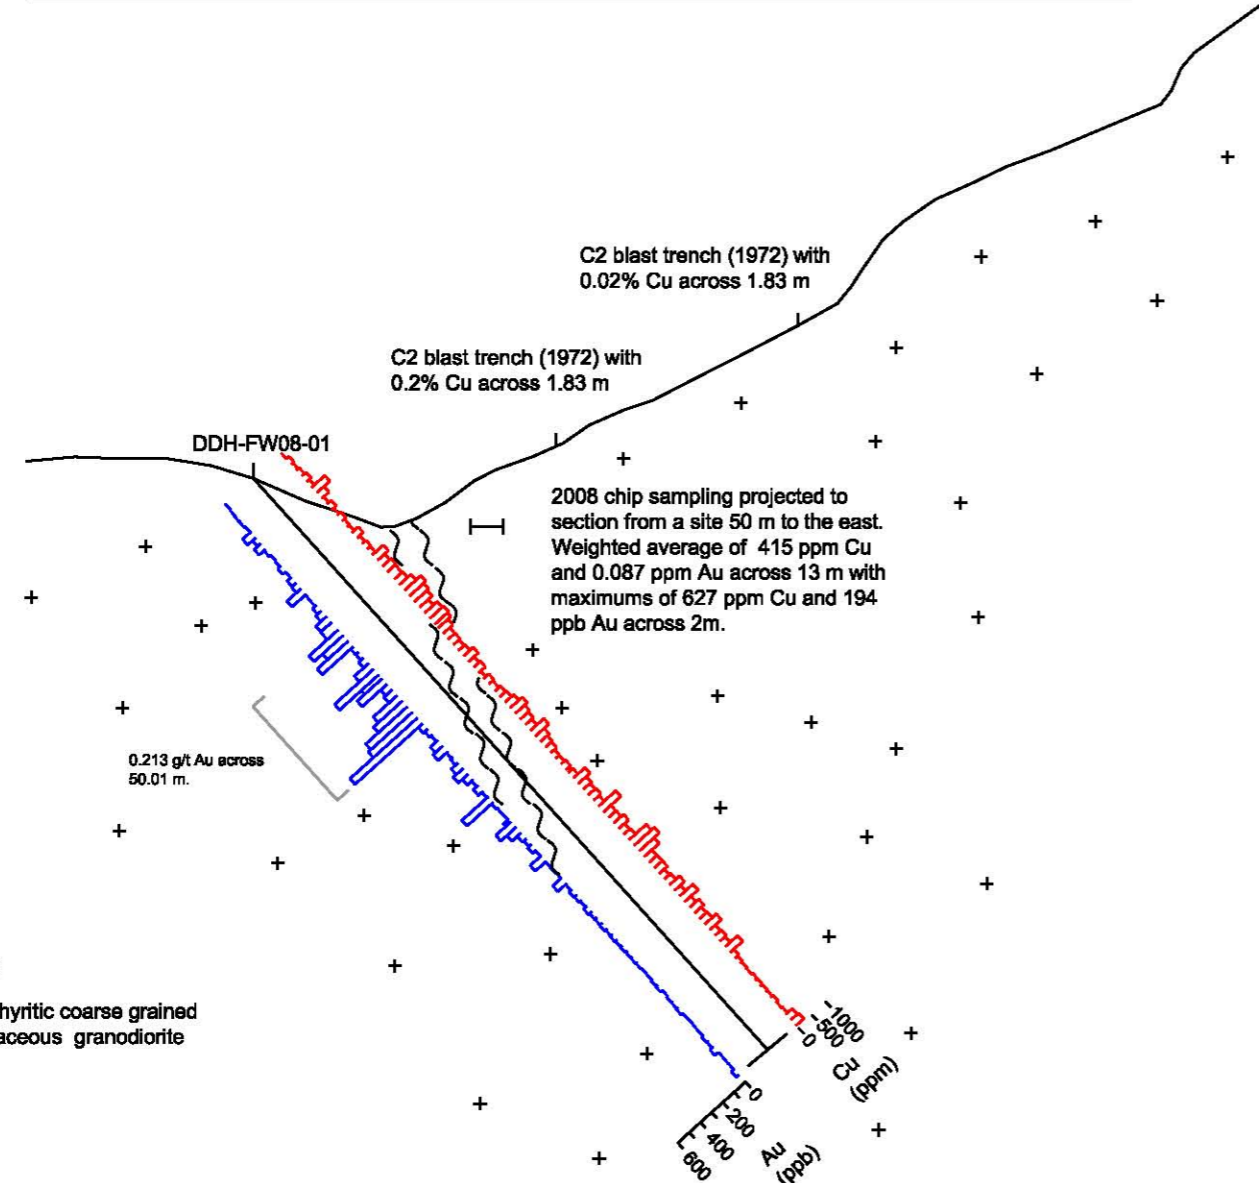 C2 blast trench (1972) with
0.02% Cu across 1.83 m
C2 blast trench (1972) with
0.2% Cu across 1.83 m
DDH-FW08-01
2008 chip sampling projected to
section from a site 50 m to the east.
Weighted average of 415 ppm Cu
and 0.087 ppm Au across 13 m with
maximums of 627 ppm Cu and 194
ppb Au across 2m.
0.213 g/t Au across
50.01 m.
hyritic coarse grained
aceous granodiorite
1000
500
0
Cu
(ppm)
0
200
400
600
Au
(ppb)